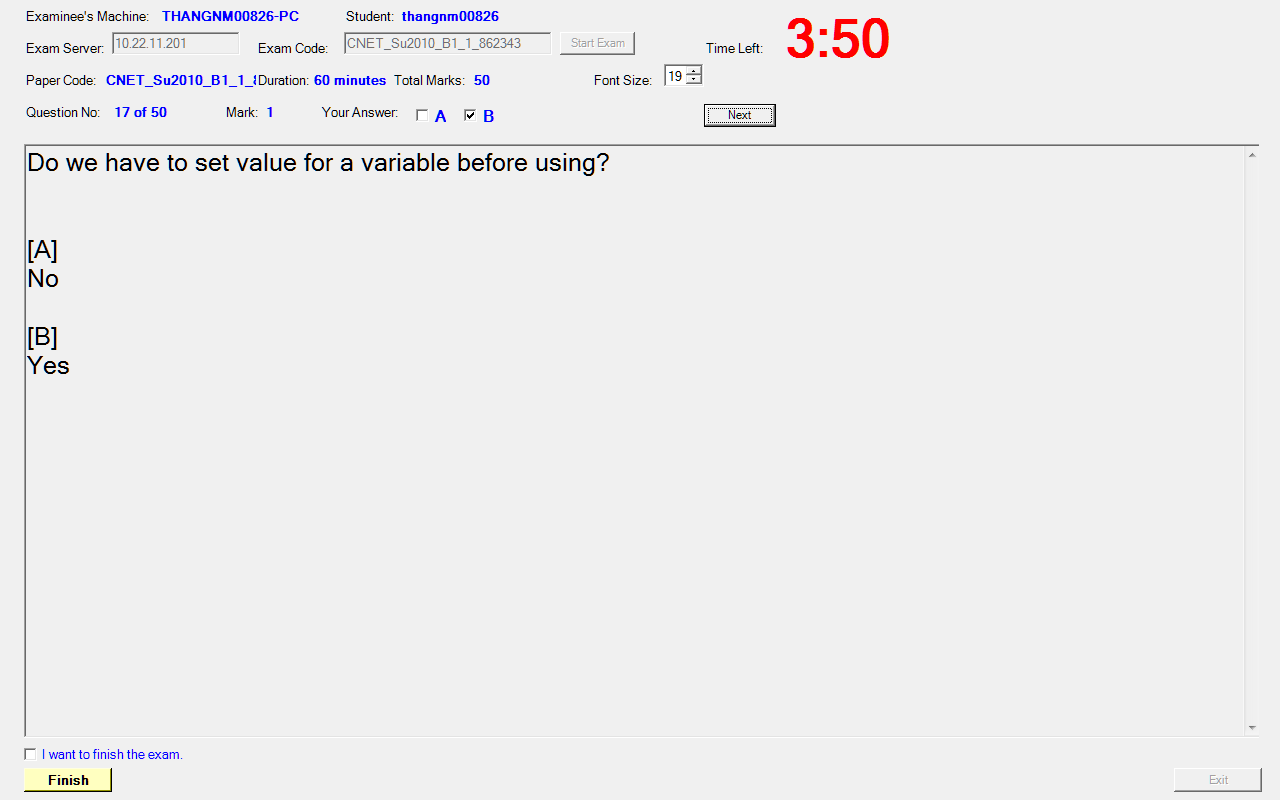 Examinee's Machine: THANGNM00826-PC Student: thangnm00826
Exam Server: 10.22.11.201 Exam Code: CNET_Su2010_B1_1_862343 Start Exam Time Left: 3:50
Paper Code: CNET_Su2010_B1_1_ Duration: 60 minutes Total Marks: 50 Font Size: 19
Question No: 17 of 50 Mark: 1 Your Answer: A B Next
Do we have to set value for a variable before using?
[A]
No
[B]
Yes
I want to finish the exam.
Finish Exit